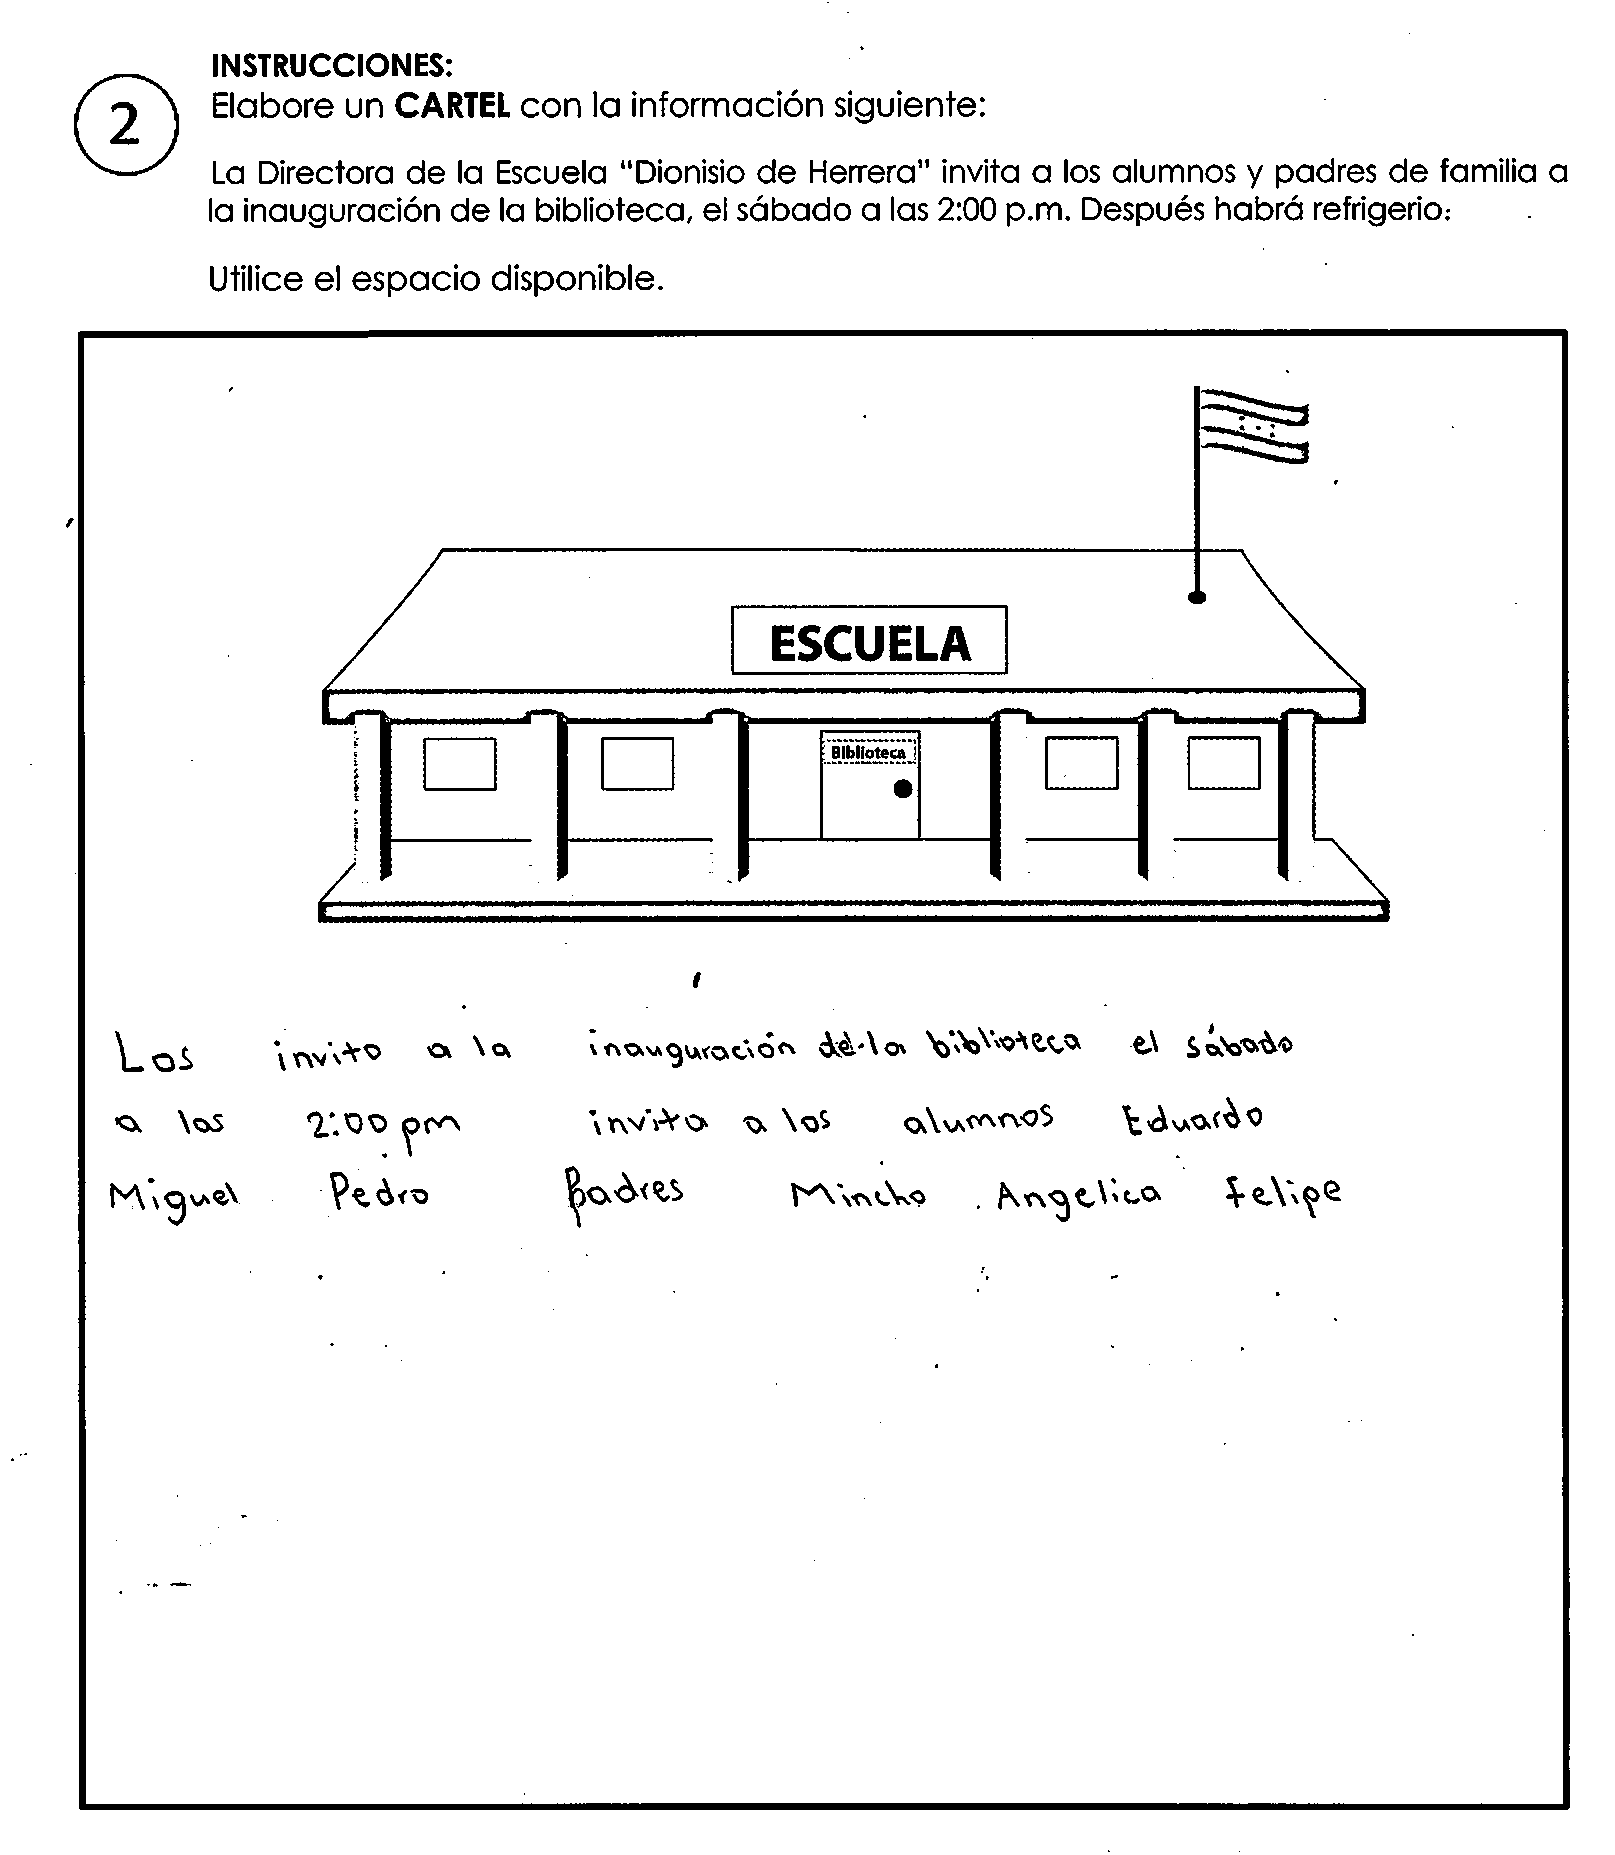 INSTRUCCIONES:
2
Elabore un CARTEL con la información siguiente:
La Directora de la Escuela "Dionisio de Herrera" invita a los alumnos y padres de familia a
la inauguración de la biblioteca, el sábado a las 2:00 p.m. Después habrá refrigerio.
Utilice el espacio disponible.
ESCUELA
Biblioteca
Los invito a la inauguración de la biblioteca el sábado
a las 2:00 pm invita a los alumnos Eduardo
Miguel Pedro Padres Mincho Angelica felipe